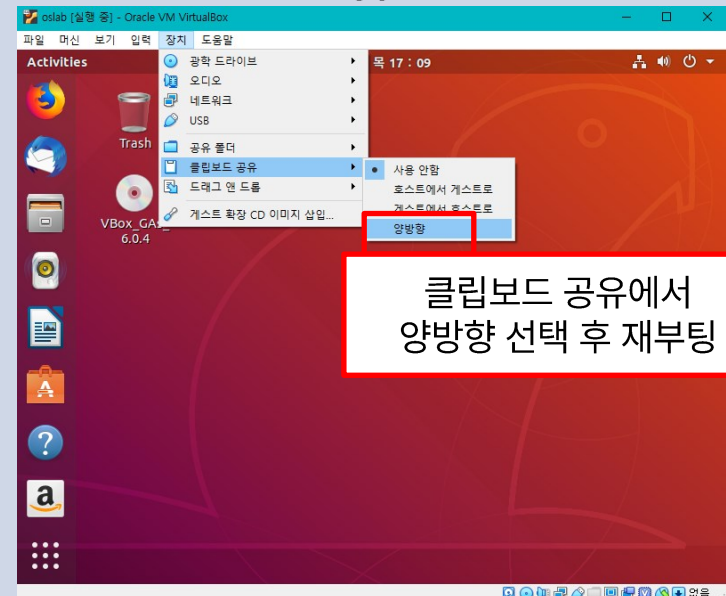 oslab [실행 중] - Oracle VM VirtualBox
파일 머신 보기 입력 장치 도움말
Activities
목 17 : 09
광학 드라이브
오디오
네트워크
USB
공유 폴더
클립보드 공유
드래그 앤 드롭
게스트 확장 CD 이미지 삽입...
사용 안함
호스트에서 게스트로
게스트에서 호스트로
양방향
Trash
VBox_GAs_
6.0.4
클립보드 공유에서
양방향 선택 후 재부팅
없음